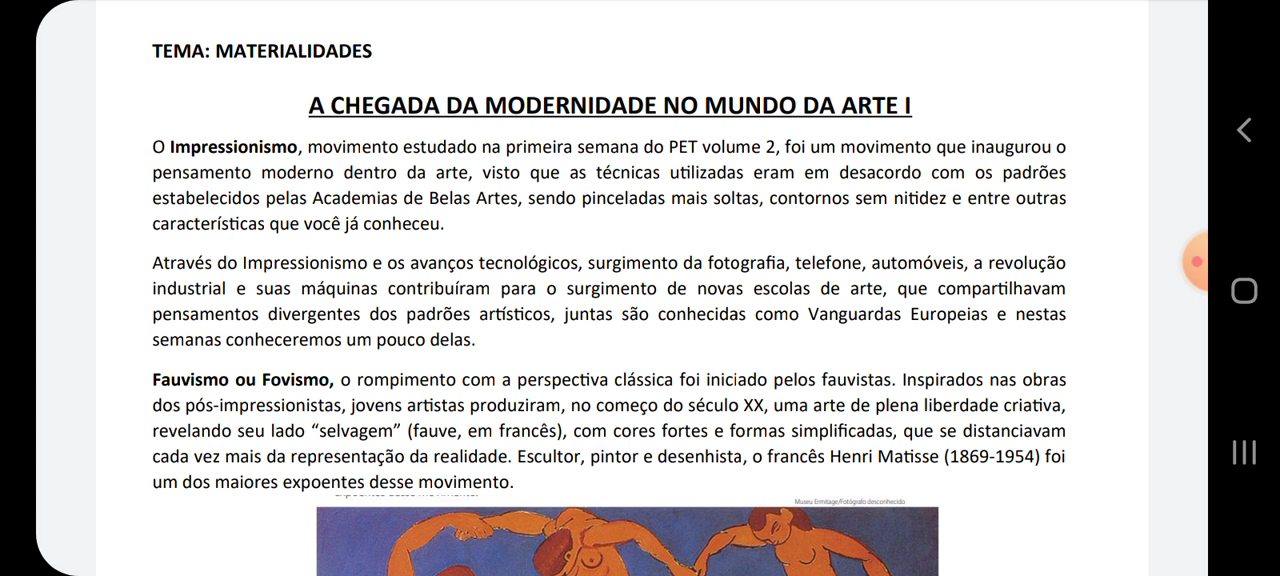 TEMA: MATERIALIDADES
A CHEGADA DA MODERNIDADE NO MUNDO DA ARTE I
O Impressionismo, movimento estudado na primeira semana do PET volume 2, foi um movimento que inaugurou o
pensamento moderno dentro da arte, visto que as técnicas utilizadas eram em desacordo com os padrões
estabelecidos pelas Academias de Belas Artes, sendo pinceladas mais soltas, contornos sem nitidez e entre outras
características que você já conheceu.
Através do Impressionismo e os avanços tecnológicos, surgimento da fotografia, telefone, automóveis, a revolução
industrial e suas máquinas contribuíram para o surgimento de novas escolas de arte, que compartilhavam
pensamentos divergentes dos padrões artísticos, juntas são conhecidas como Vanguardas Europeias e nestas
semanas conheceremos um pouco delas.
Fauvismo ou Fovismo, o rompimento com a perspectiva clássica foi iniciado pelos fauvistas. Inspirados nas obras
dos pós-impressionistas, jovens artistas produziram, no começo do século XX, uma arte de plena liberdade criativa,
revelando seu lado “selvagem” (fauve, em francês), com cores fortes e formas simplificadas, que se distanciavam
cada vez mais da representação da realidade. Escultor, pintor e desenhista, o francês Henri Matisse (1869-1954) foi
um dos maiores expoentes desse movimento.
Museu Ermitage/Fotógrafo desconhecido